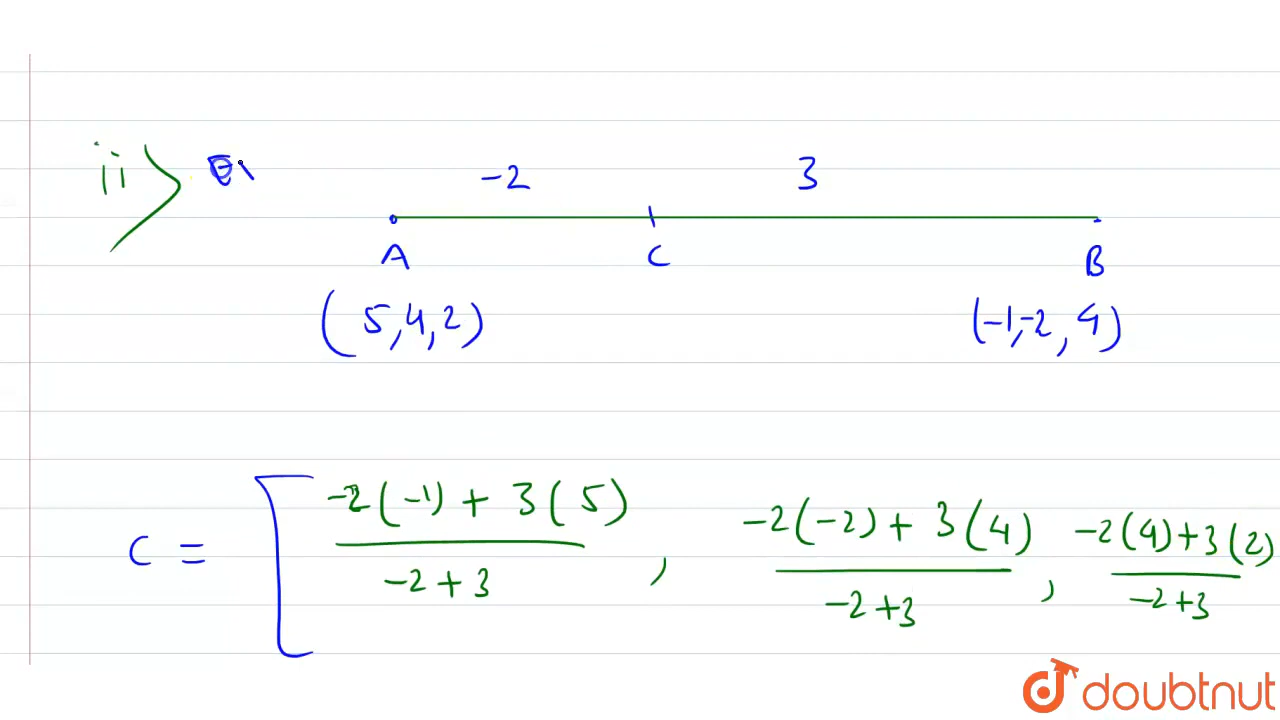 ii> Ex
-2 3
A C B
(5,4,2) (-1,-2,4)
C = [ -2(-1)+3(5) / -2+3 , -2(-2)+3(4) / -2+3 , -2(4)+3(2) / -2+3
doubtnut